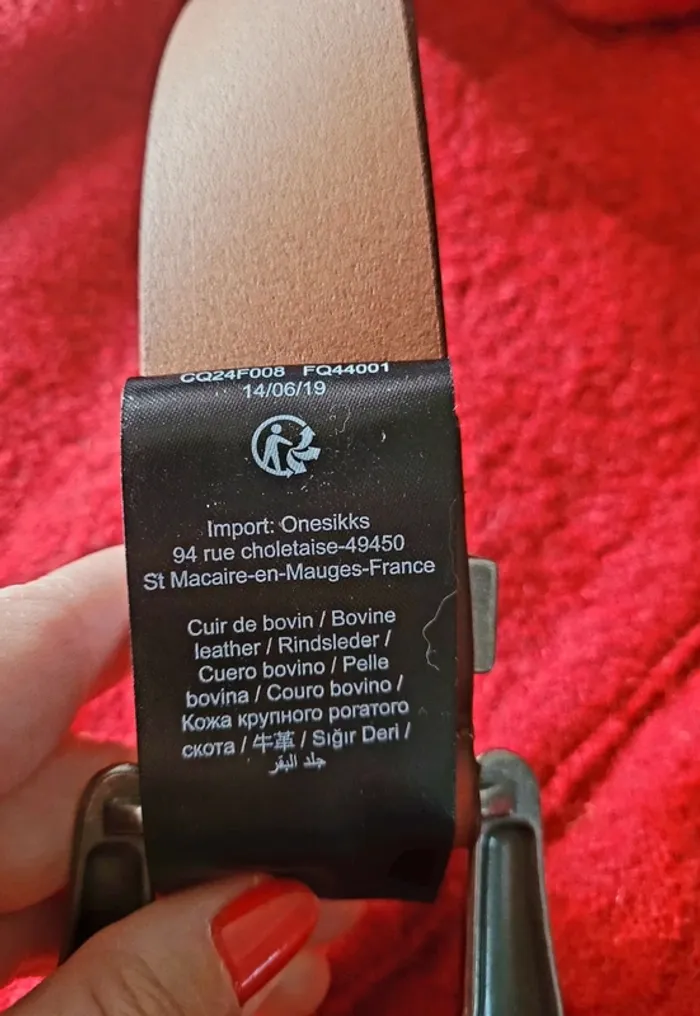 CQ24F008 FQ44001
14/06/19
Import: Onesikks
94 rue choletaise-49450
St Macaire-en-Mauges-France
Cuir de bovin / Bovine
leather / Rindsleder /
Cuero bovino / Pelle
bovina / Couro bovino /
Кожа крупного рогатого
скота / 牛革 / Sığır Deri /
جلد البقر